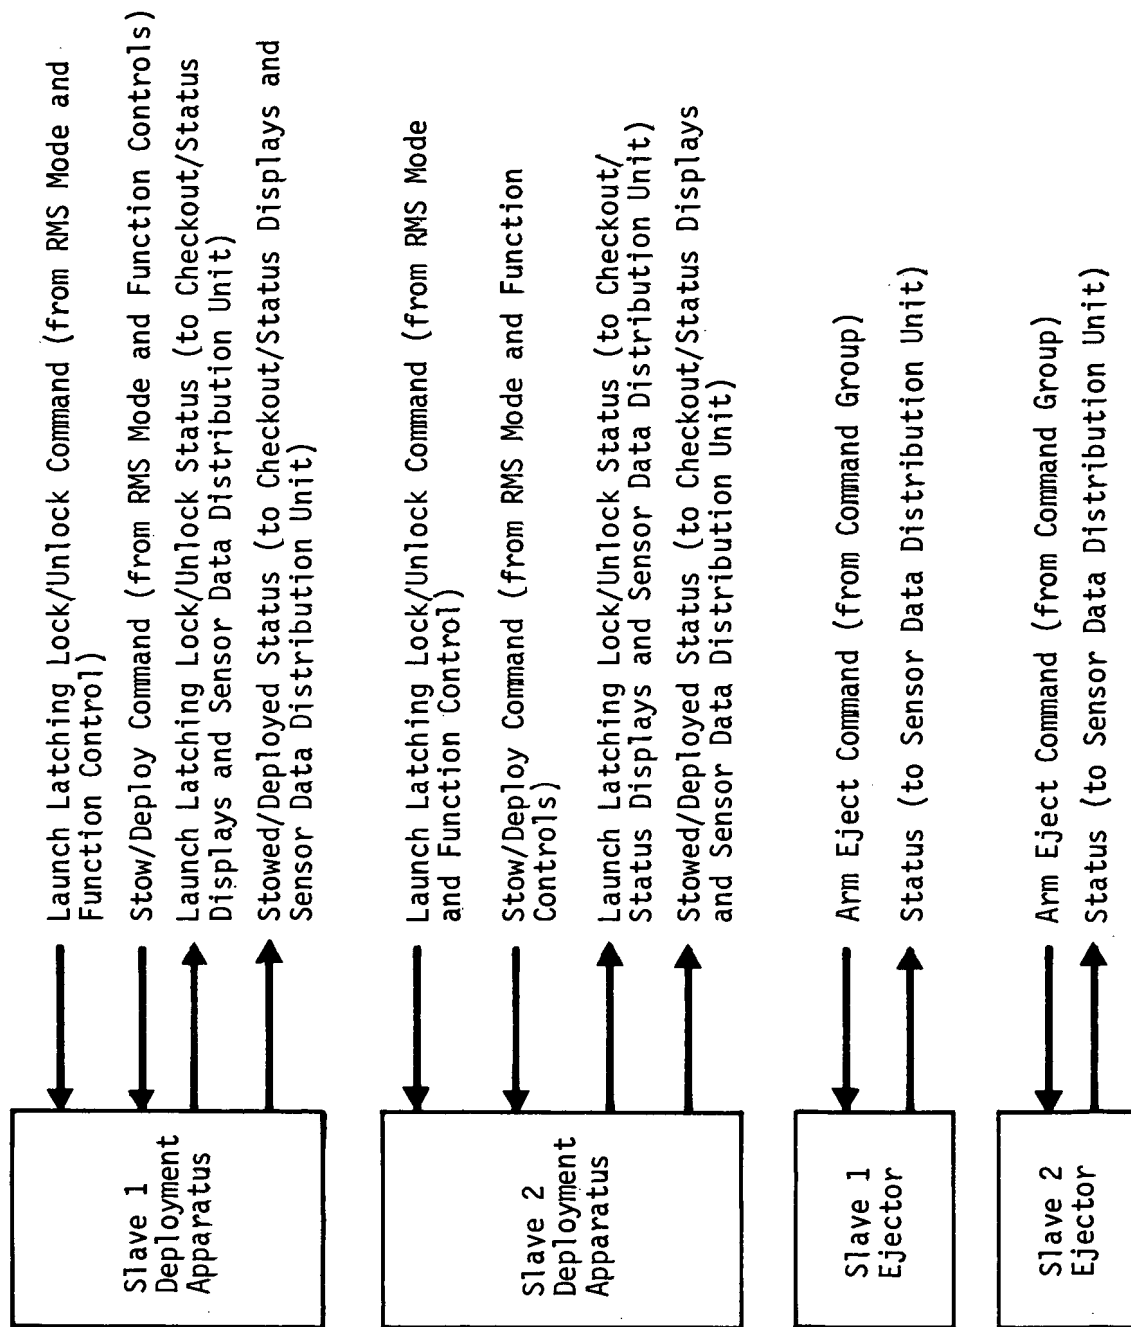 Slave 1
Deployment
Apparatus
Launch Latching Lock/Unlock Command (from RMS Mode and
Function Control)
Stow/Deploy Command (from RMS Mode and Function Controls)
Launch Latching Lock/Unlock Status (to Checkout/Status
Displays and Sensor Data Distribution Unit)
Stowed/Deployed Status (to Checkout/Status Displays and
Sensor Data Distribution Unit)
Slave 2
Deployment
Apparatus
Launch Latching Lock/Unlock Command (from RMS Mode
and Function Control)
Stow/Deploy Command (from RMS Mode and Function
Controls)
Launch Latching Lock/Unlock Status (to Checkout/
Status Displays and Sensor Data Distribution Unit)
Stowed/Deployed Status (to Checkout/Status Displays
and Sensor Data Distribution Unit)
Slave 1
Ejector
Arm Eject Command (from Command Group)
Status (to Sensor Data Distribution Unit)
Slave 2
Ejector
Arm Eject Command (from Command Group)
Status (to Sensor Data Distribution Unit)